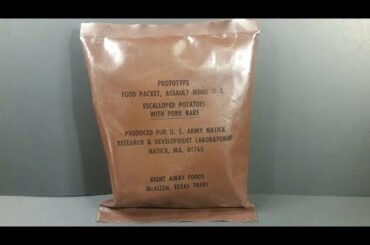 PROTOTYPE
FOOD PACKET, ASSAULT MENU # 3
ESCALLOPED POTATOES
WITH PORK BARS
PRODUCED FOR U. S. ARMY NATICK
RESEARCH & DEVELOPMENT LABORATORIES
NATICK, MA. 01760
RIGHT AWAY FOODS
McALLEN, TEXAS 78501